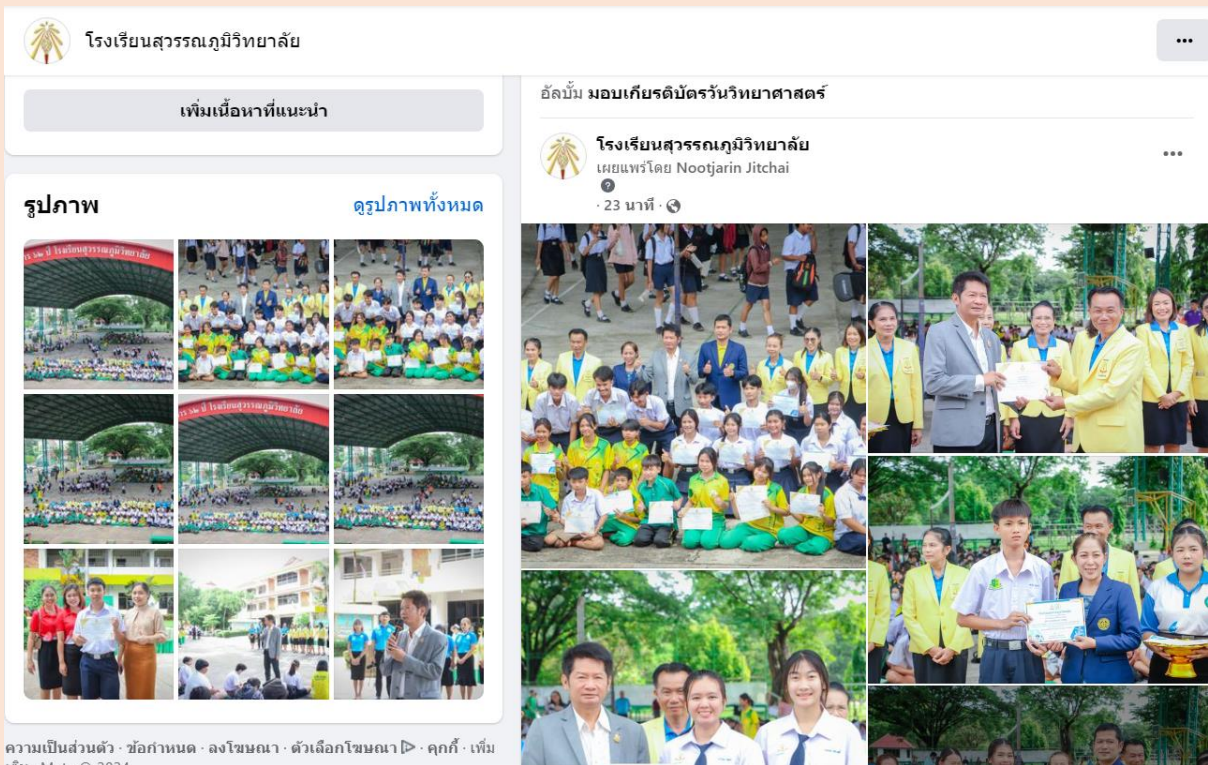 โรงเรียนสุวรรณภูมิวิทยาลัย
เพิ่มเนื้อหาที่แนะนำ
รูปภาพ
ดูรูปภาพทั้งหมด
ความเป็นส่วนตัว · ข้อกำหนด · ลงโฆษณา · ตัวเลือกโฆษณา · คุกกี้ · เพิ่ม
Meta © 2024
อัลบั้ม มอบเกียรติบัตรวันวิทยาศาสตร์
โรงเรียนสุวรรณภูมิวิทยาลัย
เผยแพร่โดย Nootjarin Jitchai
· 23 นาที ·